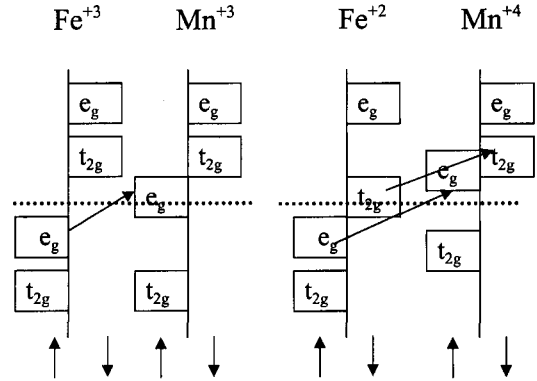 Fe+3 Mn+3 Fe+2 Mn+4
eg eg eg eg
t2g t2g eg t2g
eg t2g
eg eg t2g
t2g t2g t2g